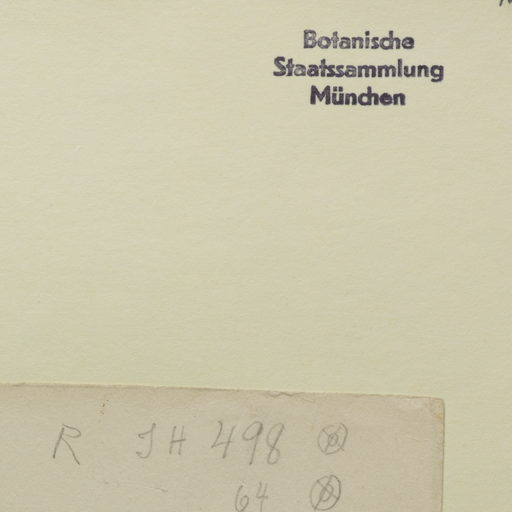 Botanische
Staatssammlung
München
R JH 498
64